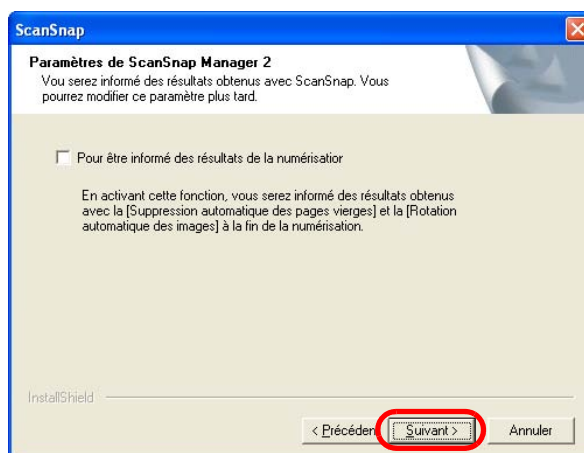 ScanSnap
Paramètres de ScanSnap Manager 2
Vous serez informé des résultats obtenus avec ScanSnap. Vous
pourrez modifier ce paramètre plus tard.
Pour être informé des résultats de la numérisatior
En activant cette fonction, vous serez informé des résultats obtenus
avec la [Suppression automatique des pages vierges] et la [Rotation
automatique des images] à la fin de la numérisation.
InstallShield
< Précéden Suivant > Annuler